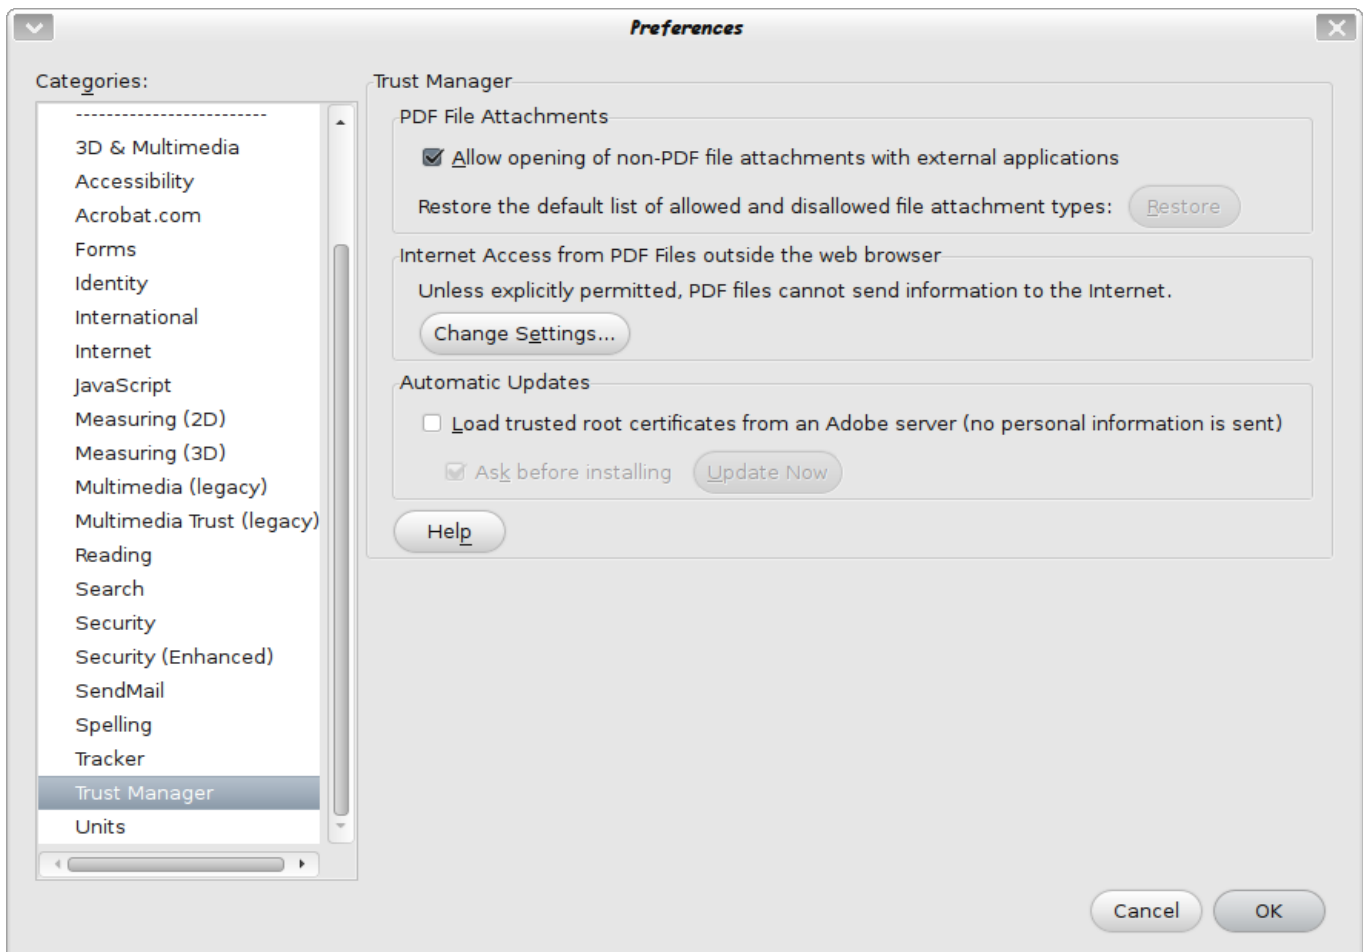 Preferences
Categories:
-------------------------
3D & Multimedia
Accessibility
Acrobat.com
Forms
Identity
International
Internet
JavaScript
Measuring (2D)
Measuring (3D)
Multimedia (legacy)
Multimedia Trust (legacy)
Reading
Search
Security
Security (Enhanced)
SendMail
Spelling
Tracker
Trust Manager
Units
Trust Manager
PDF File Attachments
Allow opening of non-PDF file attachments with external applications
Restore the default list of allowed and disallowed file attachment types: Restore
Internet Access from PDF Files outside the web browser
Unless explicitly permitted, PDF files cannot send information to the Internet.
Change Settings...
Automatic Updates
Load trusted root certificates from an Adobe server (no personal information is sent)
Ask before installing Update Now
Help
Cancel OK